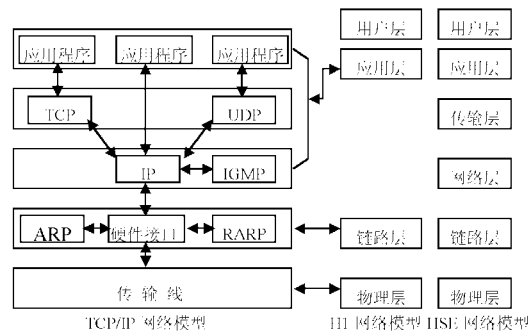 用户层 用户层
应用程序 应用程序 应用程序 应用层 应用层
TCP UDP 传输层
IP IGMP 网络层
ARP 硬件接口 RARP 链路层 链路层
传 输 线 物理层 物理层
TCP/IP 网络模型 H1 网络模型 HSE 网络模型